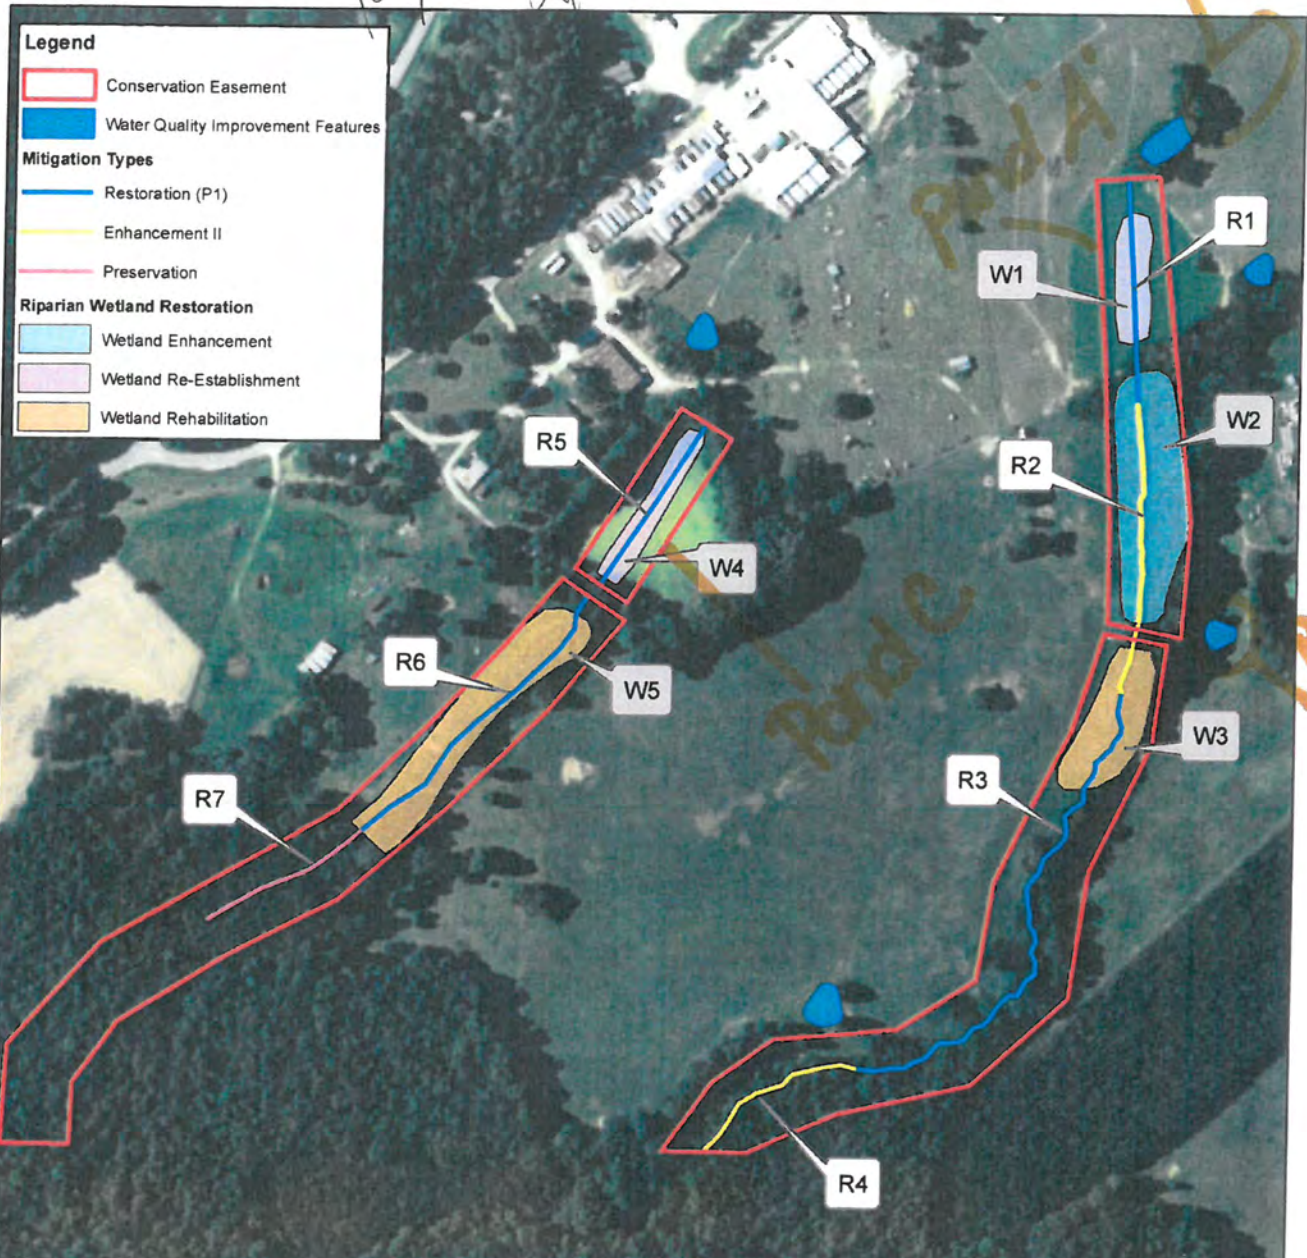 Legend
Conservation Easement
Water Quality Improvement Features
Mitigation Types
Restoration (P1)
Enhancement II
Preservation
Riparian Wetland Restoration
Wetland Enhancement
Wetland Re-Establishment
Wetland Rehabilitation
Pond 'A'
R1
W1
W2
R2
R5
W4
Pond C
R6
W5
W3
R3
R7
R4